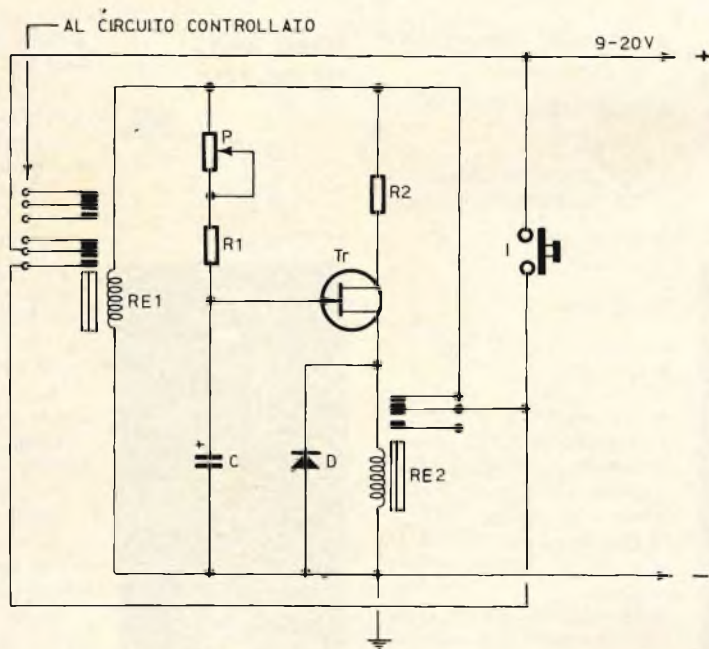 AL CIRCUITO CONTROLLATO
9-20V
+
P
R2
R1
Tr
I
RE1
+
C
D
RE2
-